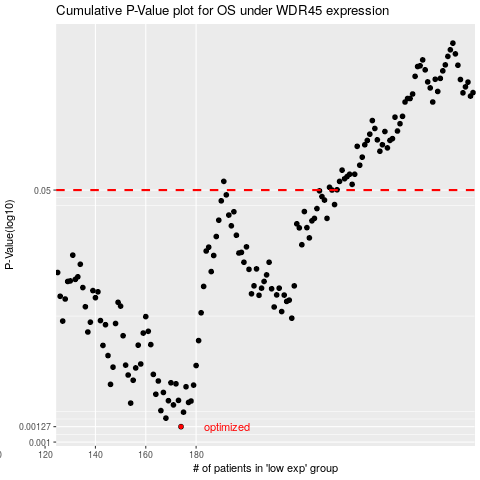 Cumulative P-Value plot for OS under WDR45 expression
P-Value(log10)
0.05
0.00127
0.001
optimized
0
120
140
160
180
# of patients in 'low exp' group